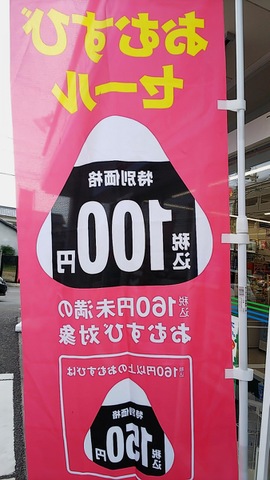 おむすび
セール
特別価格
税込100円
税込160円未満の
おむすび対象
税込160円以上のおむすびは
特別価格
税込150円